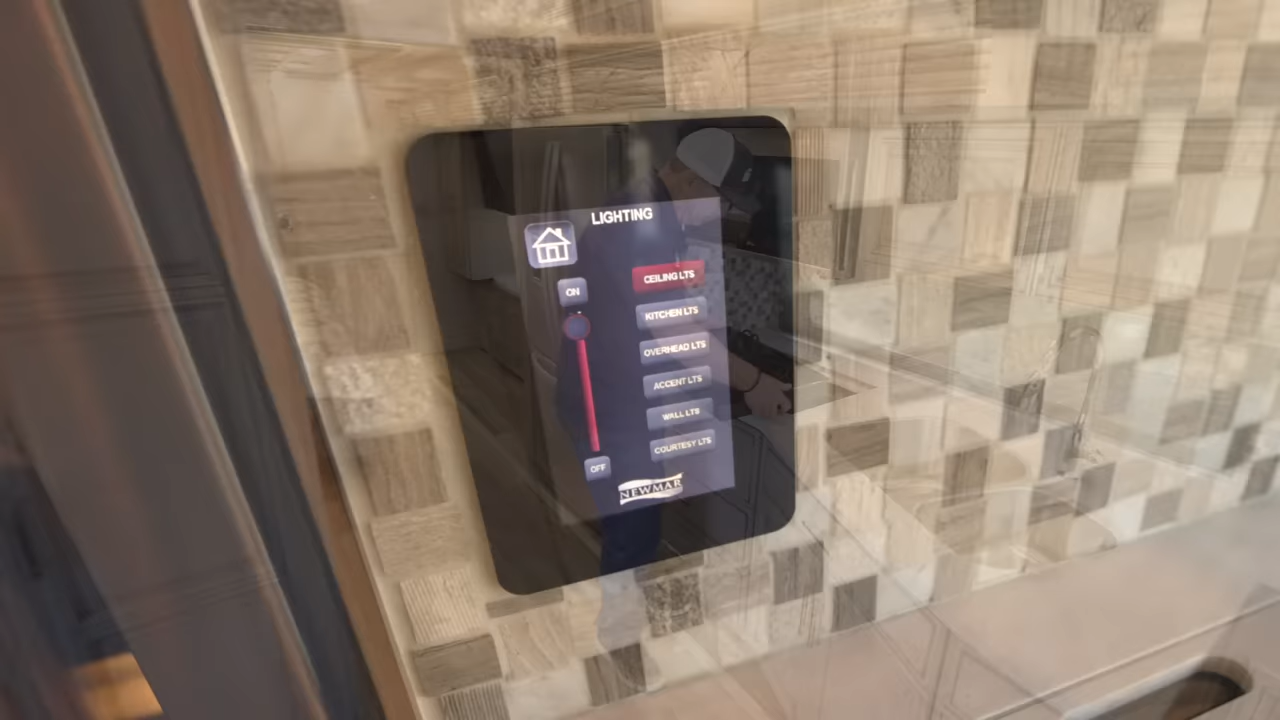 LIGHTING
ON
CEILING LTS
KITCHEN LTS
OVERHEAD LTS
ACCENT LTS
WALL LTS
COURTESY LTS
OFF
NEWMAR